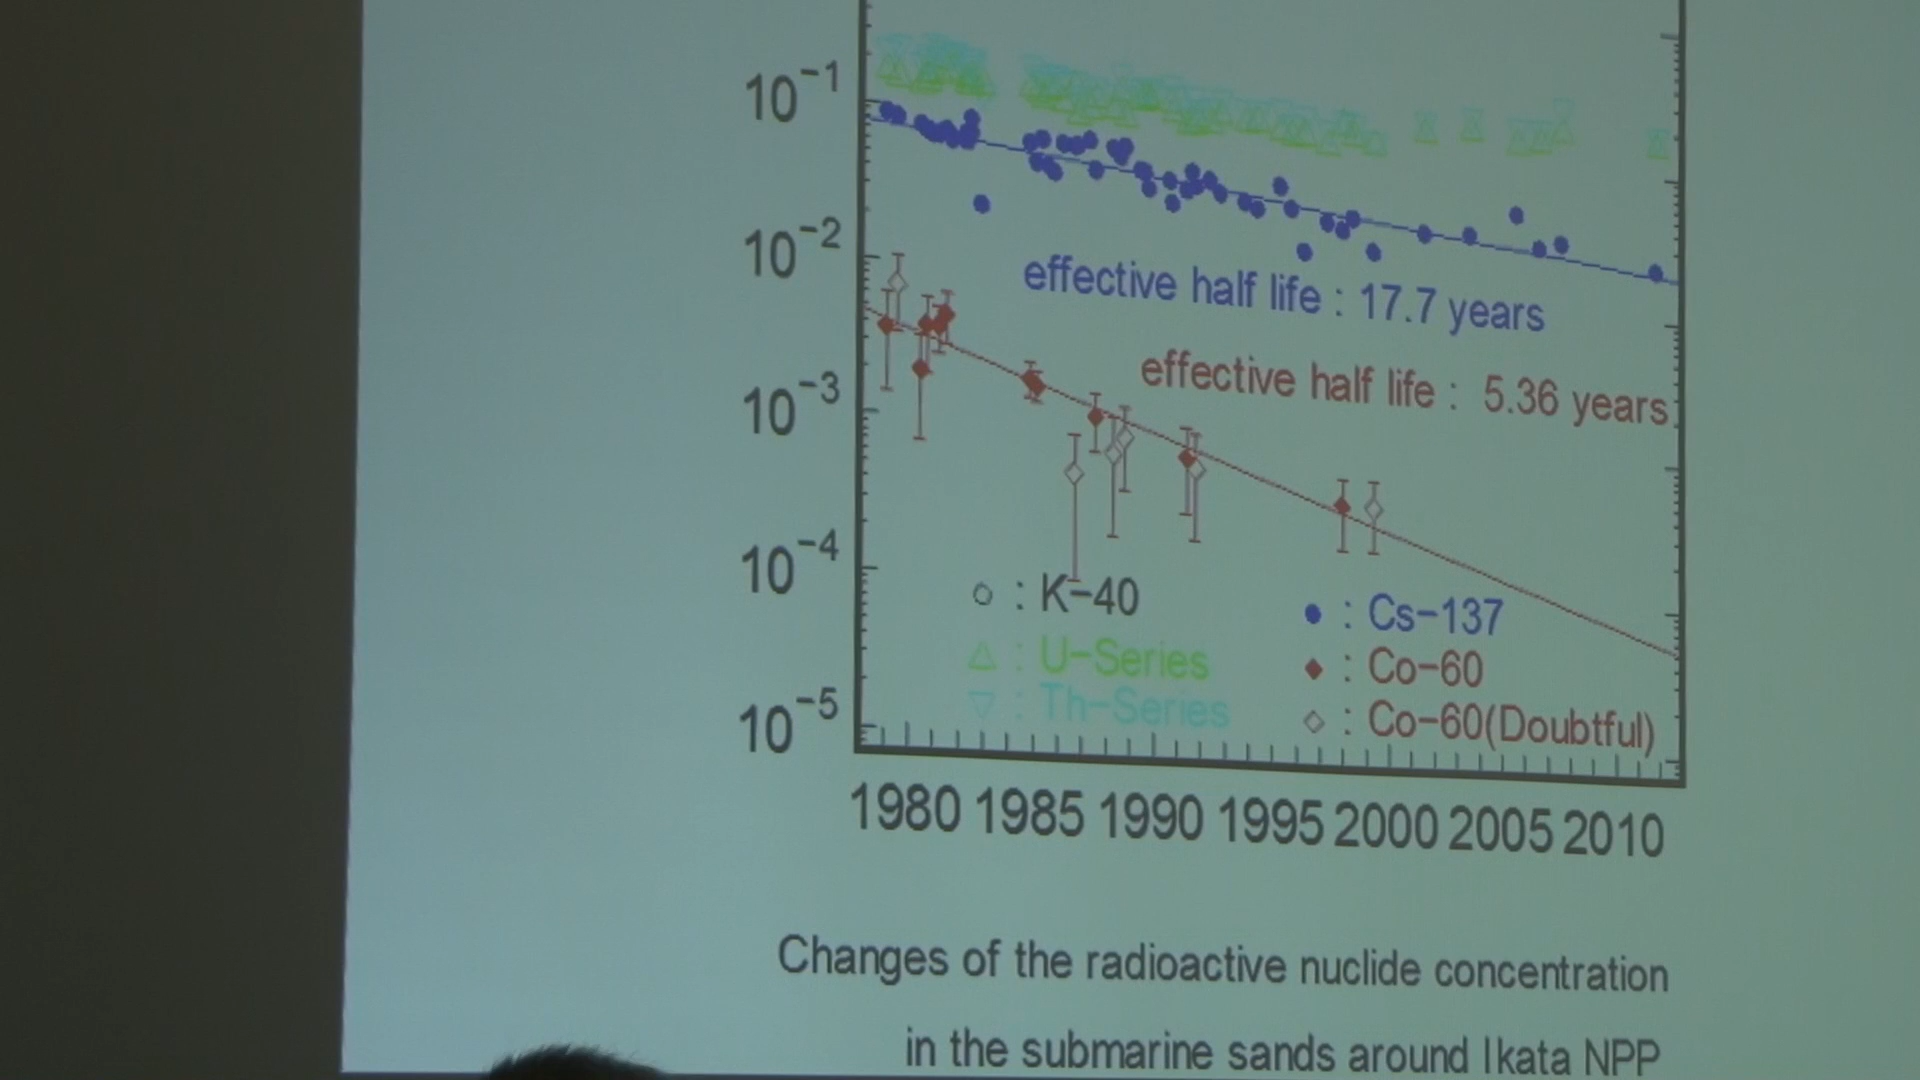 10−1
10−2
effective half life : 17.7 years
effective half life : 5.36 years
10−3
10−4
○ : K−40
● : Cs−137
△ : U−Series
◆ : Co−60
▽ : Th−Series
◇ : Co−60(Doubtful)
10−5
1980 1985 1990 1995 2000 2005 2010
Changes of the radioactive nuclide concentration
in the submarine sands around Ikata NPP